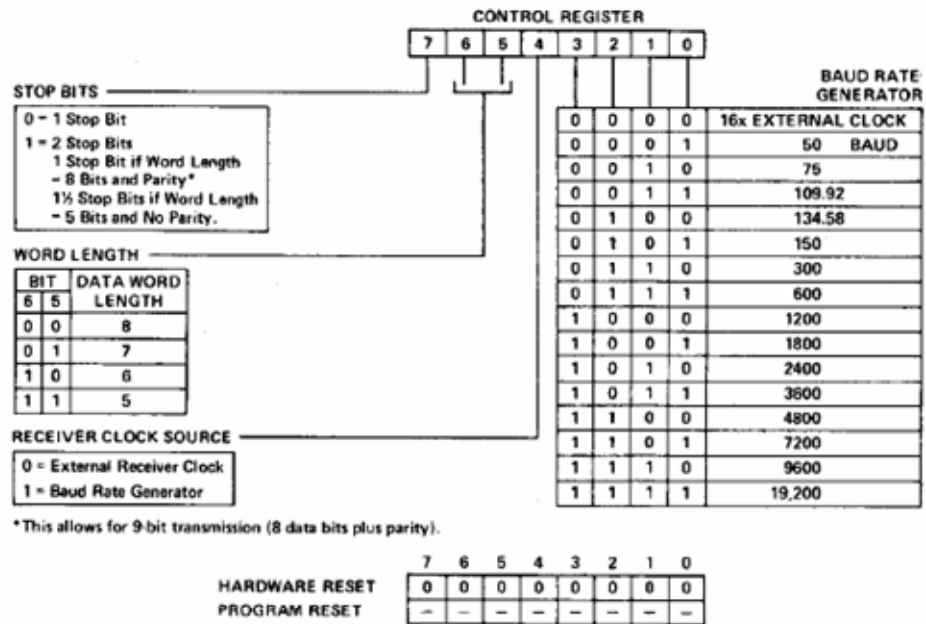 CONTROL REGISTER
7 6 5 4 3 2 1 0
STOP BITS
0 - 1 Stop Bit
1 = 2 Stop Bits
1 Stop Bit if Word Length
- 8 Bits and Parity*
1½ Stop Bits if Word Length
- 5 Bits and No Parity.
WORD LENGTH
BIT DATA WORD
6 5 LENGTH
0 0 8
0 1 7
1 0 6
1 1 5
RECEIVER CLOCK SOURCE
0 = External Receiver Clock
1 = Baud Rate Generator
BAUD RATE
GENERATOR
0 0 0 0 16x EXTERNAL CLOCK
0 0 0 1 50 BAUD
0 0 1 0 75
0 0 1 1 109.92
0 1 0 0 134.58
0 1 0 1 150
0 1 1 0 300
0 1 1 1 600
1 0 0 0 1200
1 0 0 1 1800
1 0 1 0 2400
1 0 1 1 3600
1 1 0 0 4800
1 1 0 1 7200
1 1 1 0 9600
1 1 1 1 19,200
*This allows for 9-bit transmission (8 data bits plus parity).
7 6 5 4 3 2 1 0
HARDWARE RESET 0 0 0 0 0 0 0 0
PROGRAM RESET - - - - - - - -